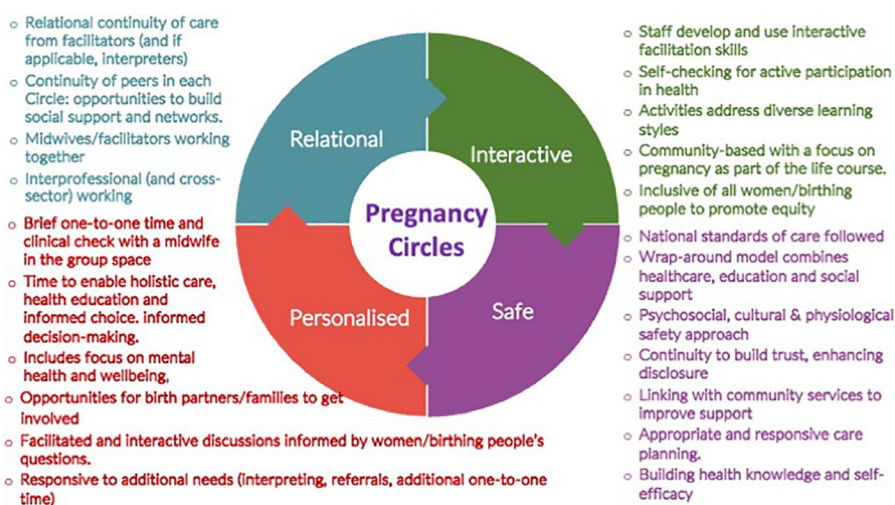 ○ Relational continuity of care
from facilitators (and if
applicable, interpreters)
○ Continuity of peers in each
Circle: opportunities to build
social support and networks.
○ Midwives/facilitators working
together
○ Interprofessional (and cross-
sector) working
○ Brief one-to-one time and
clinical check with a midwife
in the group space
○ Time to enable holistic care,
health education and
informed choice. informed
decision-making.
○ Includes focus on mental
health and wellbeing,
○ Opportunities for birth partners/families to get
involved
○ Facilitated and interactive discussions informed by women/birthing people's
questions.
○ Responsive to additional needs (interpreting, referrals, additional one-to-one
time)
Relational
Interactive
Pregnancy
Circles
Personalised
Safe
○ Staff develop and use interactive
facilitation skills
○ Self-checking for active participation
in health
○ Activities address diverse learning
styles
○ Community-based with a focus on
pregnancy as part of the life course.
○ Inclusive of all women/birthing
people to promote equity
○ National standards of care followed
○ Wrap-around model combines
healthcare, education and social
support
○ Psychosocial, cultural & physiological
safety approach
○ Continuity to build trust, enhancing
disclosure
○ Linking with community services to
improve support
○ Appropriate and responsive care
planning.
○ Building health knowledge and self-
efficacy